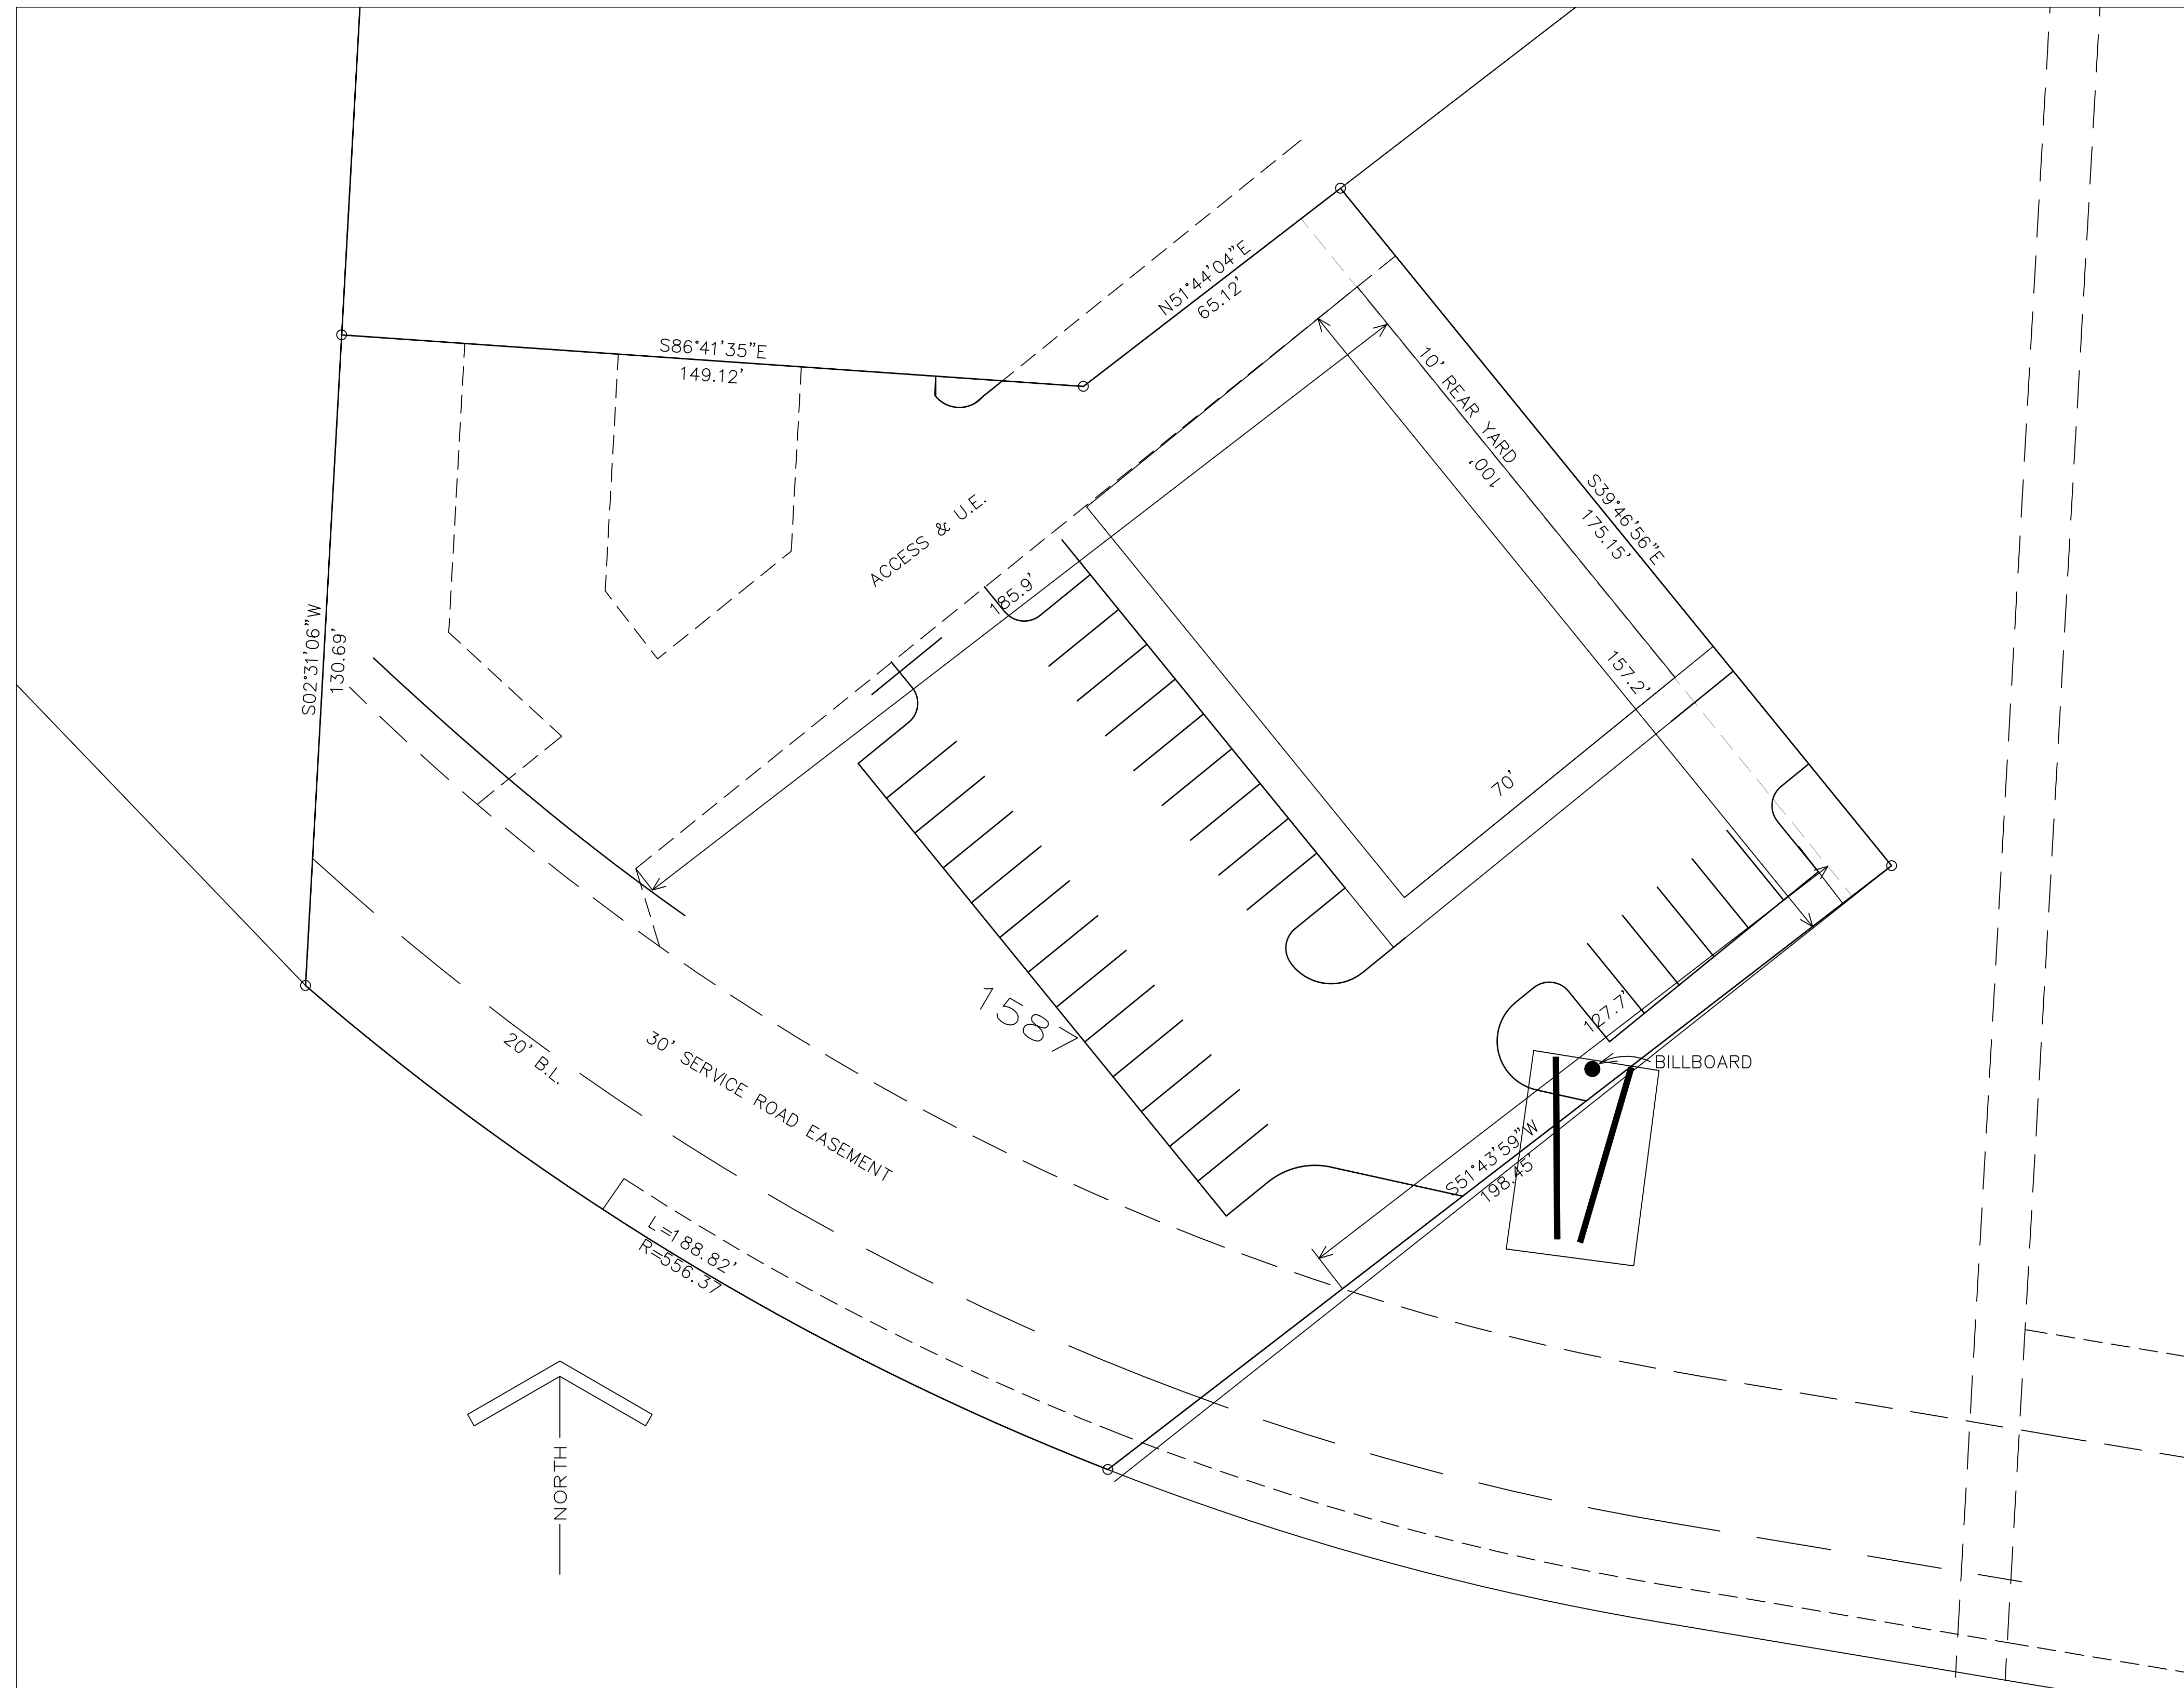 N51°44'04"E
65.12'
S86°41'35"E
149.12'
10' REAR YARD
100'
S39°46'56"E
175.15'
ACCESS & U.E.
185.9'
S02°31'06"W
130.69'
157.2'
70'
1587
127.7'
BILLBOARD
20' B.L.
30' SERVICE ROAD EASEMENT
S51°43'59"W
198.45'
L=188.82'
R=556.37
NORTH